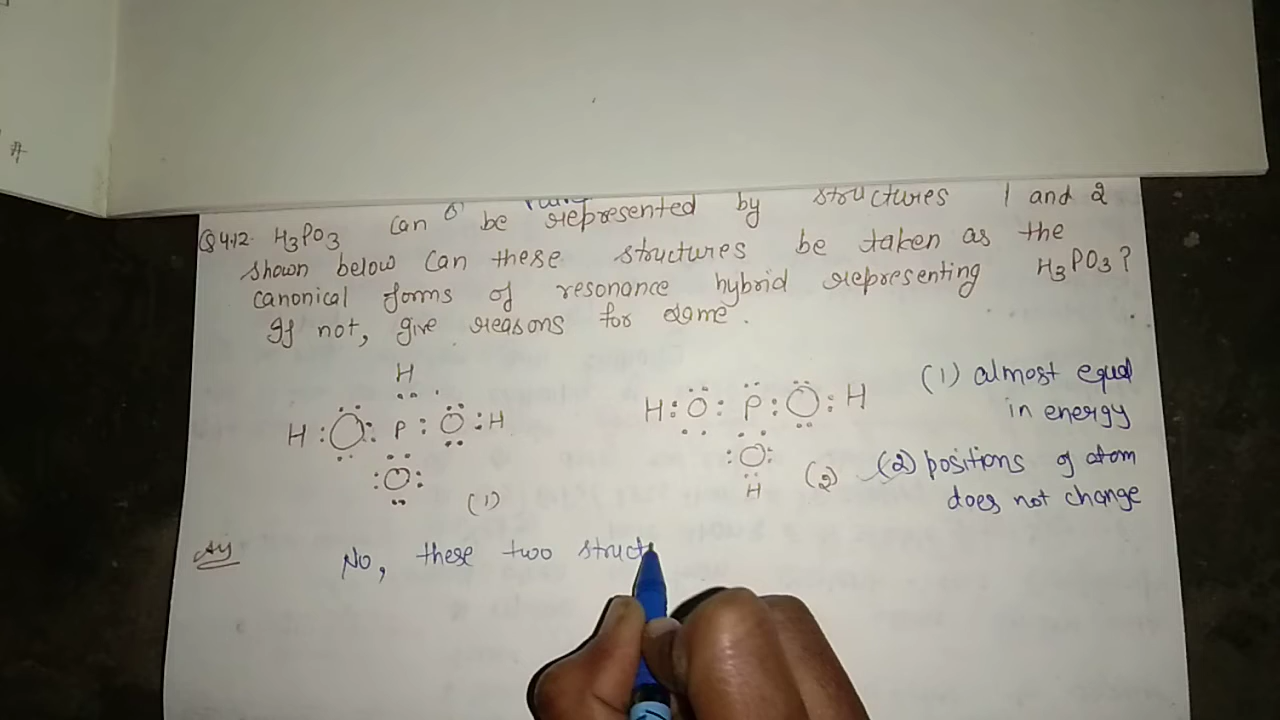 #
Q 4.12. H3PO3 can be represented by structures 1 and 2
shown below can these structures be taken as the
canonical forms of resonance hybrid representing H3PO3?
If not, give reasons for same.
H
H : O : P : O : H
: O :
(1)
H : O : P : O : H
: O :
H
(2)
(1) almost equal
in energy
(2) positions of atom
does not change
No, these two struct